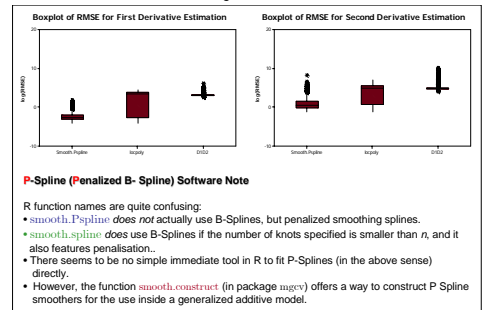 Boxplot of RMSE for First Derivative Estimation
Boxplot of RMSE for Second Derivative Estimation
20
10
0
-10
log(RMSE)
Smooth.Pspline
locpoly
D1D2
20
10
0
-10
log(RMSE)
Smooth.Pspline
locpoly
D1D2
P-Spline (Penalized B- Spline) Software Note
R function names are quite confusing:
• smooth.Pspline does not actually use B-Splines, but penalized smoothing splines.
• smooth.spline does use B-Splines if the number of knots specified is smaller than n, and it
also features penalisation..
• There seems to be no simple immediate tool in R to fit P-Splines (in the above sense)
directly.
• However, the function smooth.construct (in package mgcv) offers a way to construct P Spline
smoothers for the use inside a generalized additive model.